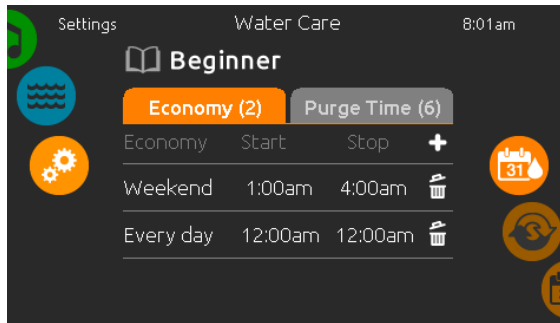 Settings Water Care 8:01am
Beginner
Economy (2) Purge Time (6)
Economy Start Stop
Weekend 1:00am 4:00am
31
Every day 12:00am 12:00am